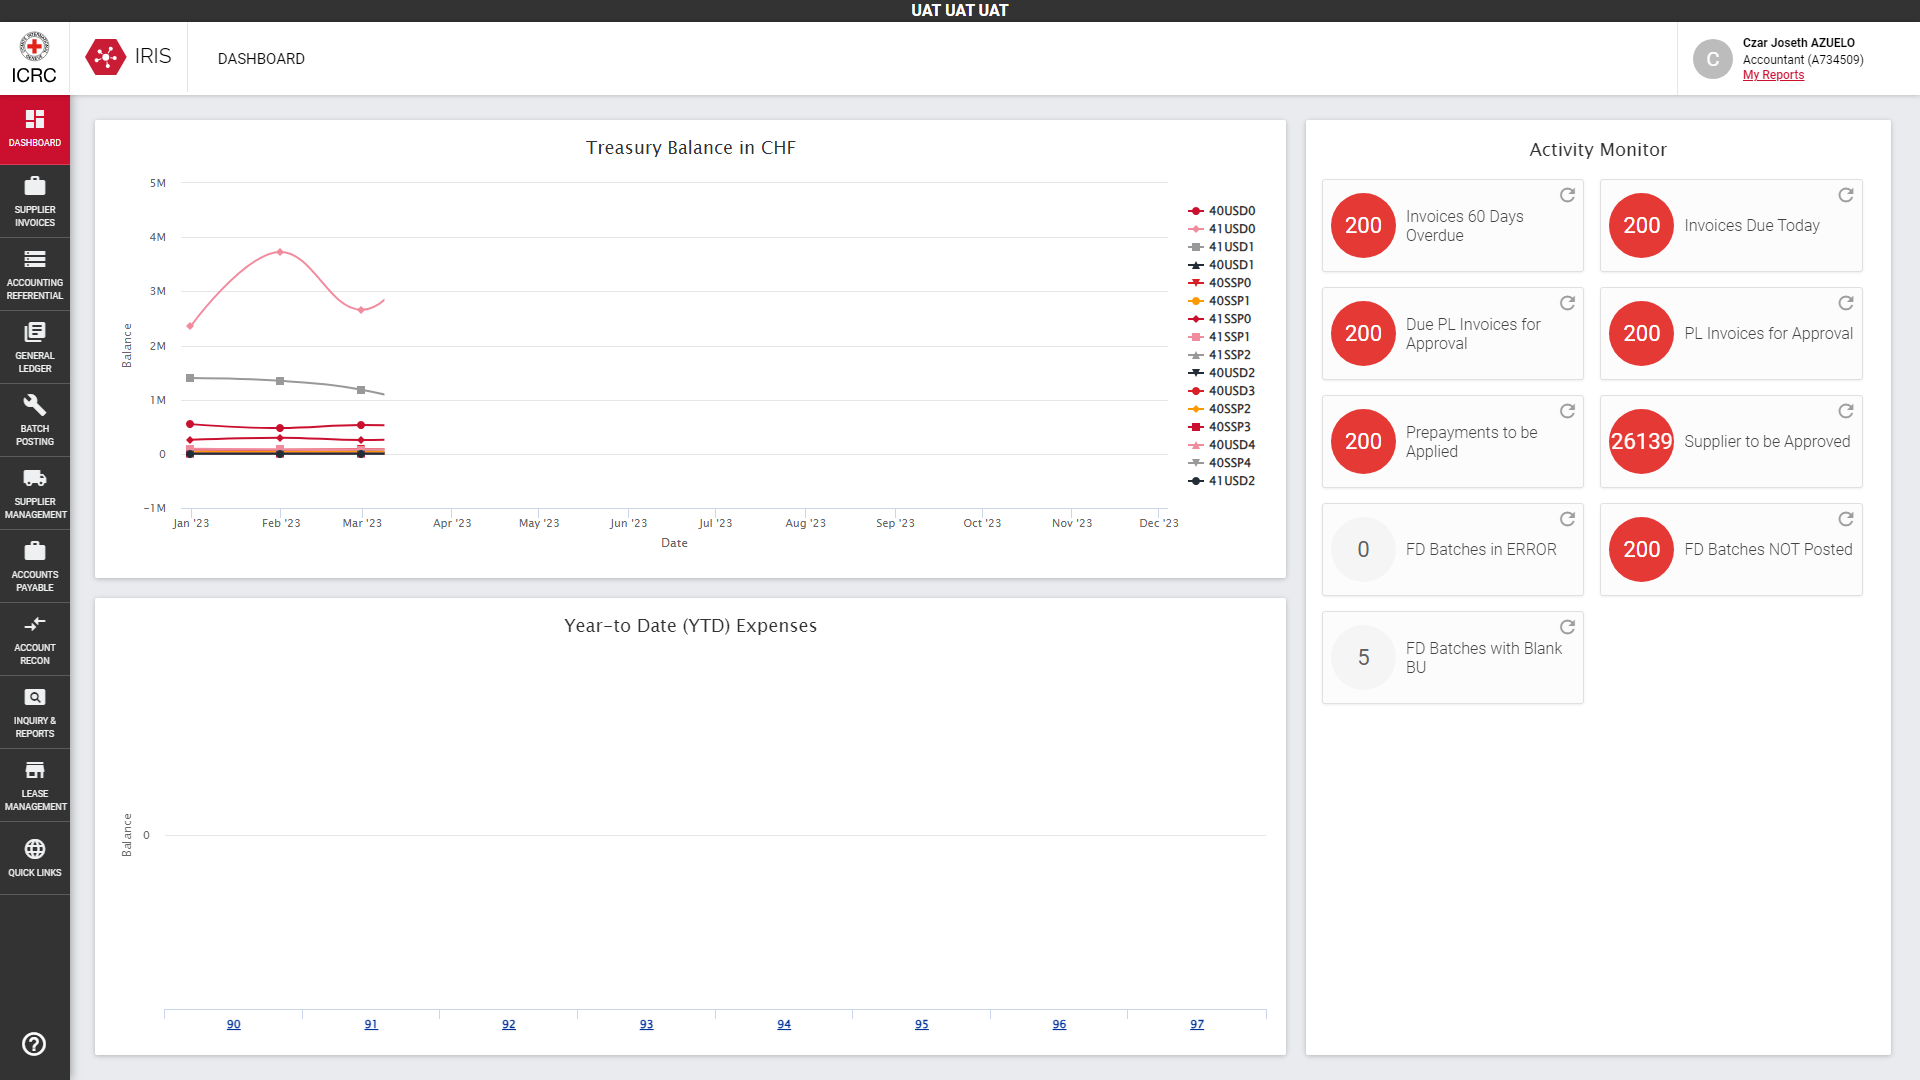 UAT UAT UAT
ICRC
IRIS
DASHBOARD
Czar Joseth AZUELO
Accountant (A734509)
My Reports
DASHBOARD
SUPPLIER
INVOICES
ACCOUNTING
REFERENTIAL
GENERAL
LEDGER
BATCH
POSTING
SUPPLIER
MANAGEMENT
ACCOUNTS
PAYABLE
ACCOUNT
RECON
INQUIRY &
REPORTS
LEASE
MANAGEMENT
QUICK LINKS
Treasury Balance in CHF
5M
4M
3M
2M
1M
0
−1M
Balance
Jan '23
Feb '23
Mar '23
Apr '23
May '23
Jun '23
Jul '23
Aug '23
Sep '23
Oct '23
Nov '23
Dec '23
Date
40USD0
41USD0
41USD1
40USD1
40SSP0
40SSP1
41SSP0
41SSP1
41SSP2
40USD2
40USD3
40SSP2
40SSP3
40USD4
40SSP4
41USD2
Year-to Date (YTD) Expenses
Balance
0
90
91
92
93
94
95
96
97
Activity Monitor
200
Invoices 60 Days
Overdue
200
Invoices Due Today
200
Due PL Invoices for
Approval
200
PL Invoices for Approval
200
Prepayments to be
Applied
26139
Supplier to be Approved
0
FD Batches in ERROR
200
FD Batches NOT Posted
5
FD Batches with Blank
BU
C